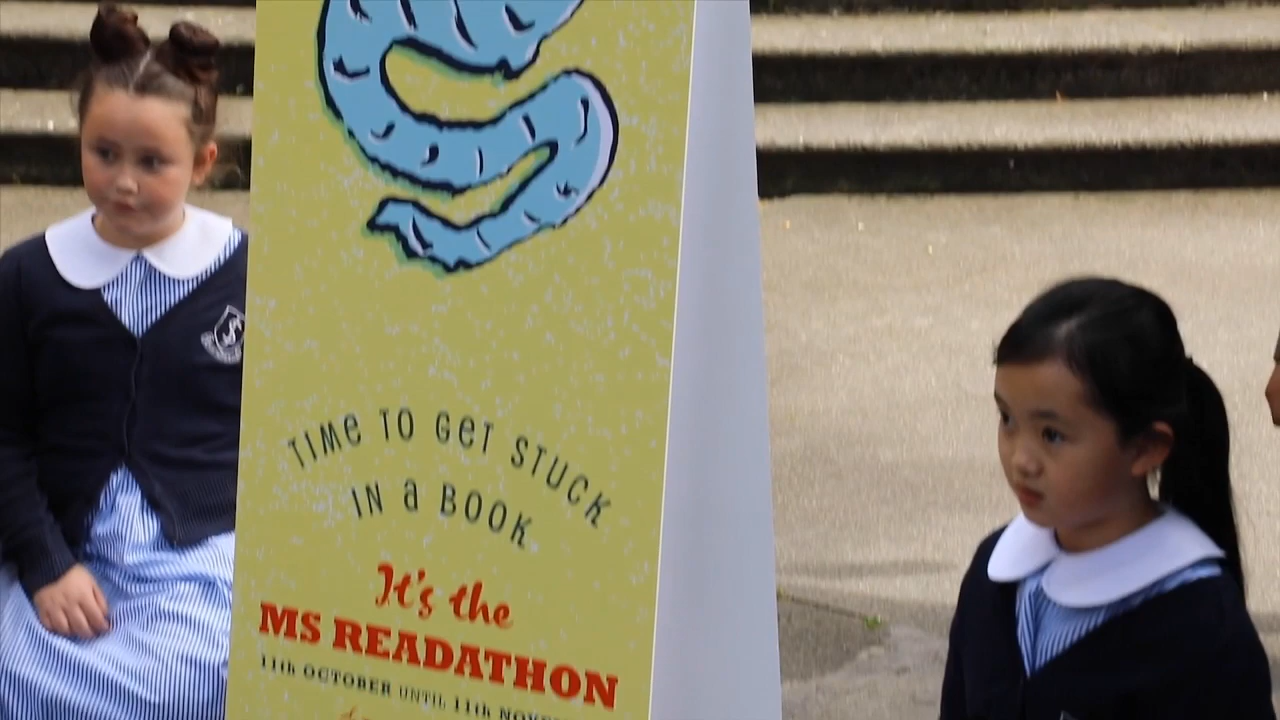 TIME TO GET STUCK
IN a BOOK
It's the
MS READATHON
11th OCTOBER UNTIL 11th